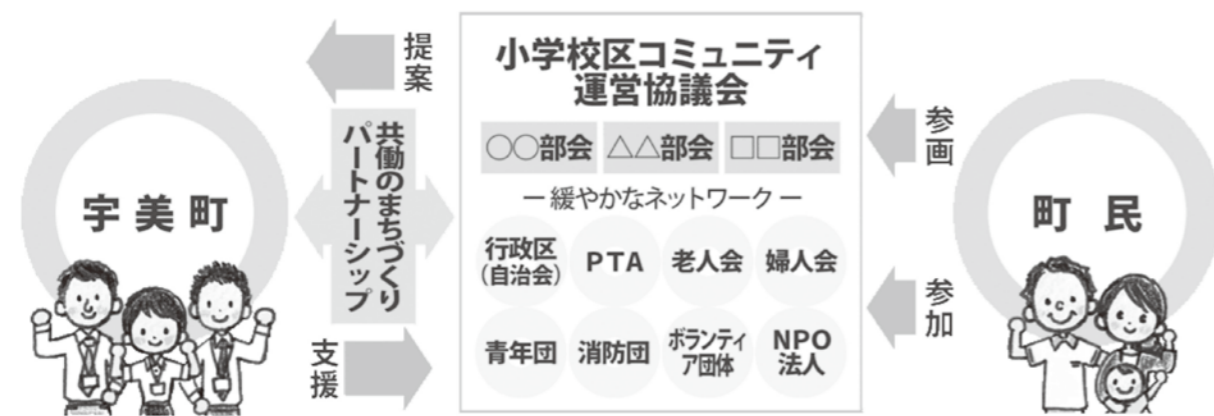 宇美町
提案
共働のまちづくり
パートナーシップ
支援
小学校区コミュニティ
運営協議会
○○部会 △△部会 □□部会
― 緩やかなネットワーク ―
行政区
(自治会)
PTA
老人会
婦人会
青年団
消防団
ボランティ
ア団体
NPO
法人
参画
参加
町民